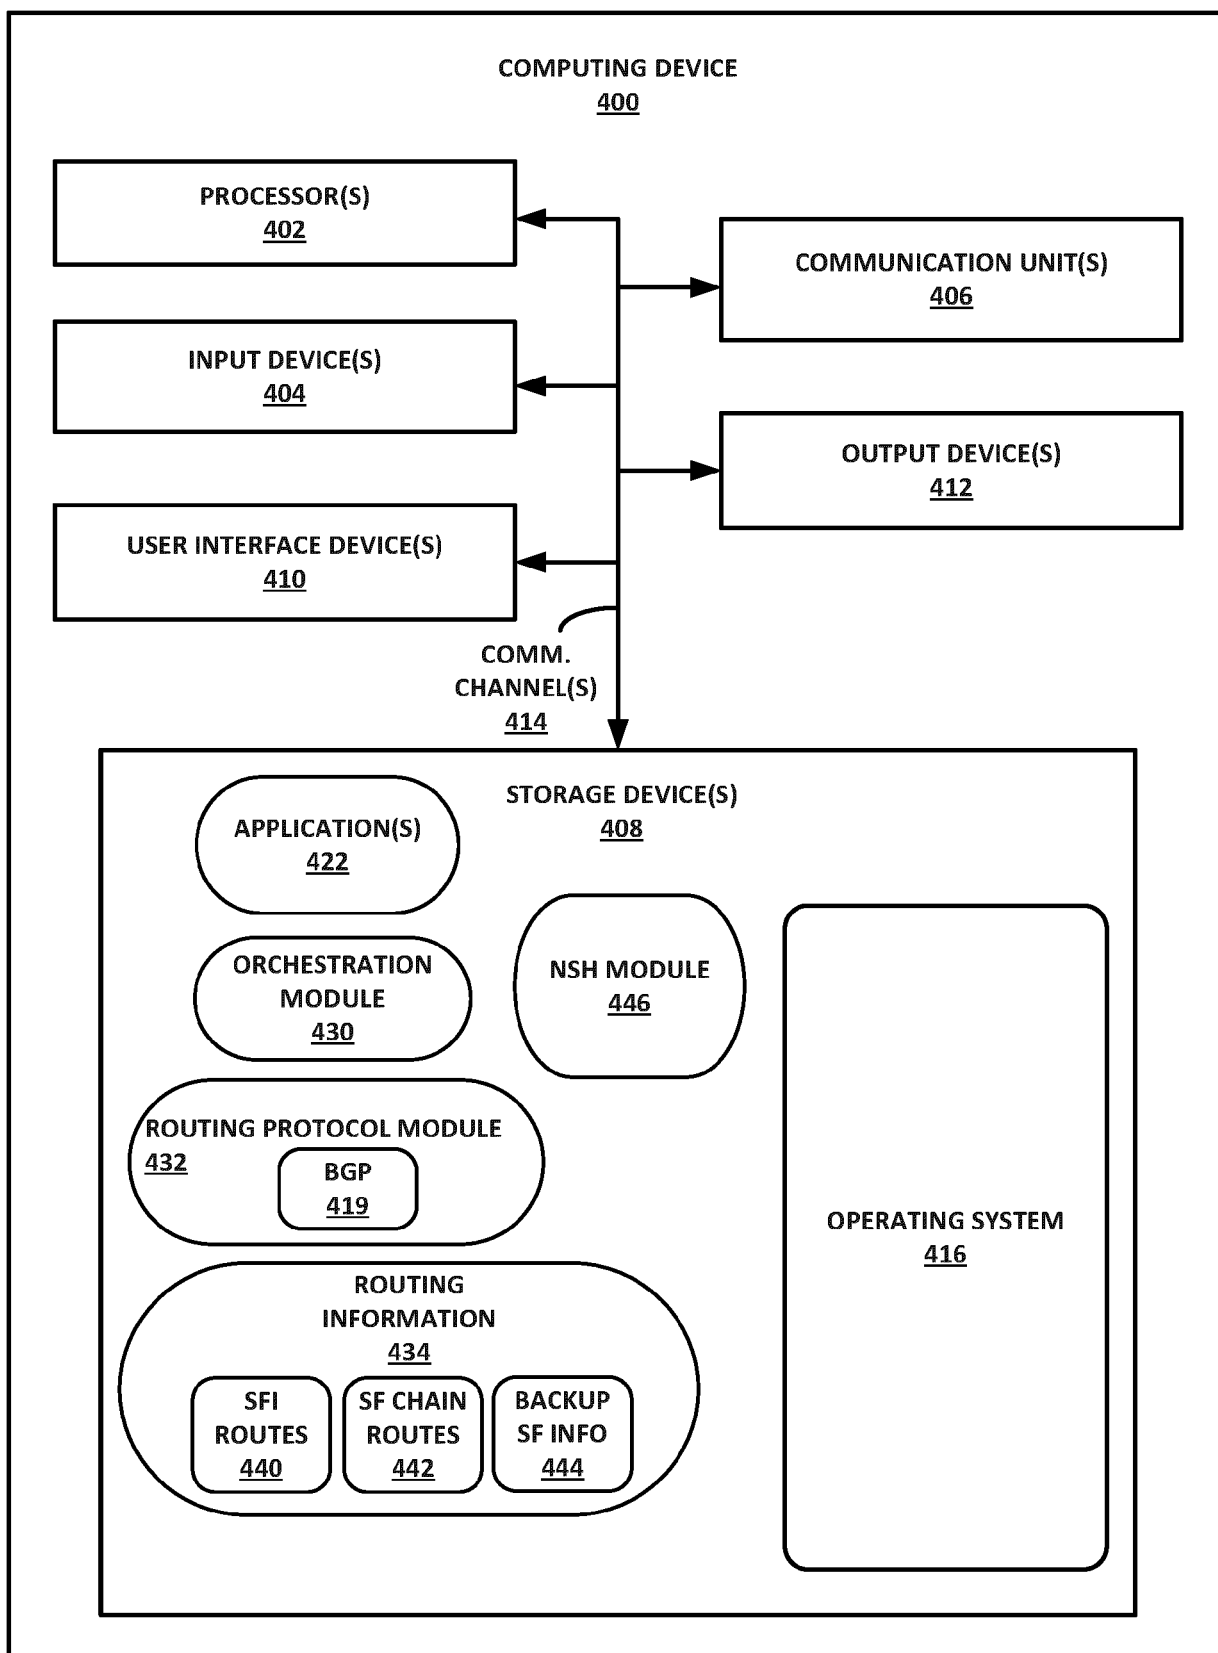 COMPUTING DEVICE
400
PROCESSOR(S)
402
COMMUNICATION UNIT(S)
406
INPUT DEVICE(S)
404
OUTPUT DEVICE(S)
412
USER INTERFACE DEVICE(S)
410
COMM.
CHANNEL(S)
414
STORAGE DEVICE(S)
408
APPLICATION(S)
422
ORCHESTRATION
MODULE
430
NSH MODULE
446
ROUTING PROTOCOL MODULE
432
BGP
419
OPERATING SYSTEM
416
ROUTING
INFORMATION
434
SFI
ROUTES
440
SF CHAIN
ROUTES
442
BACKUP
SF INFO
444